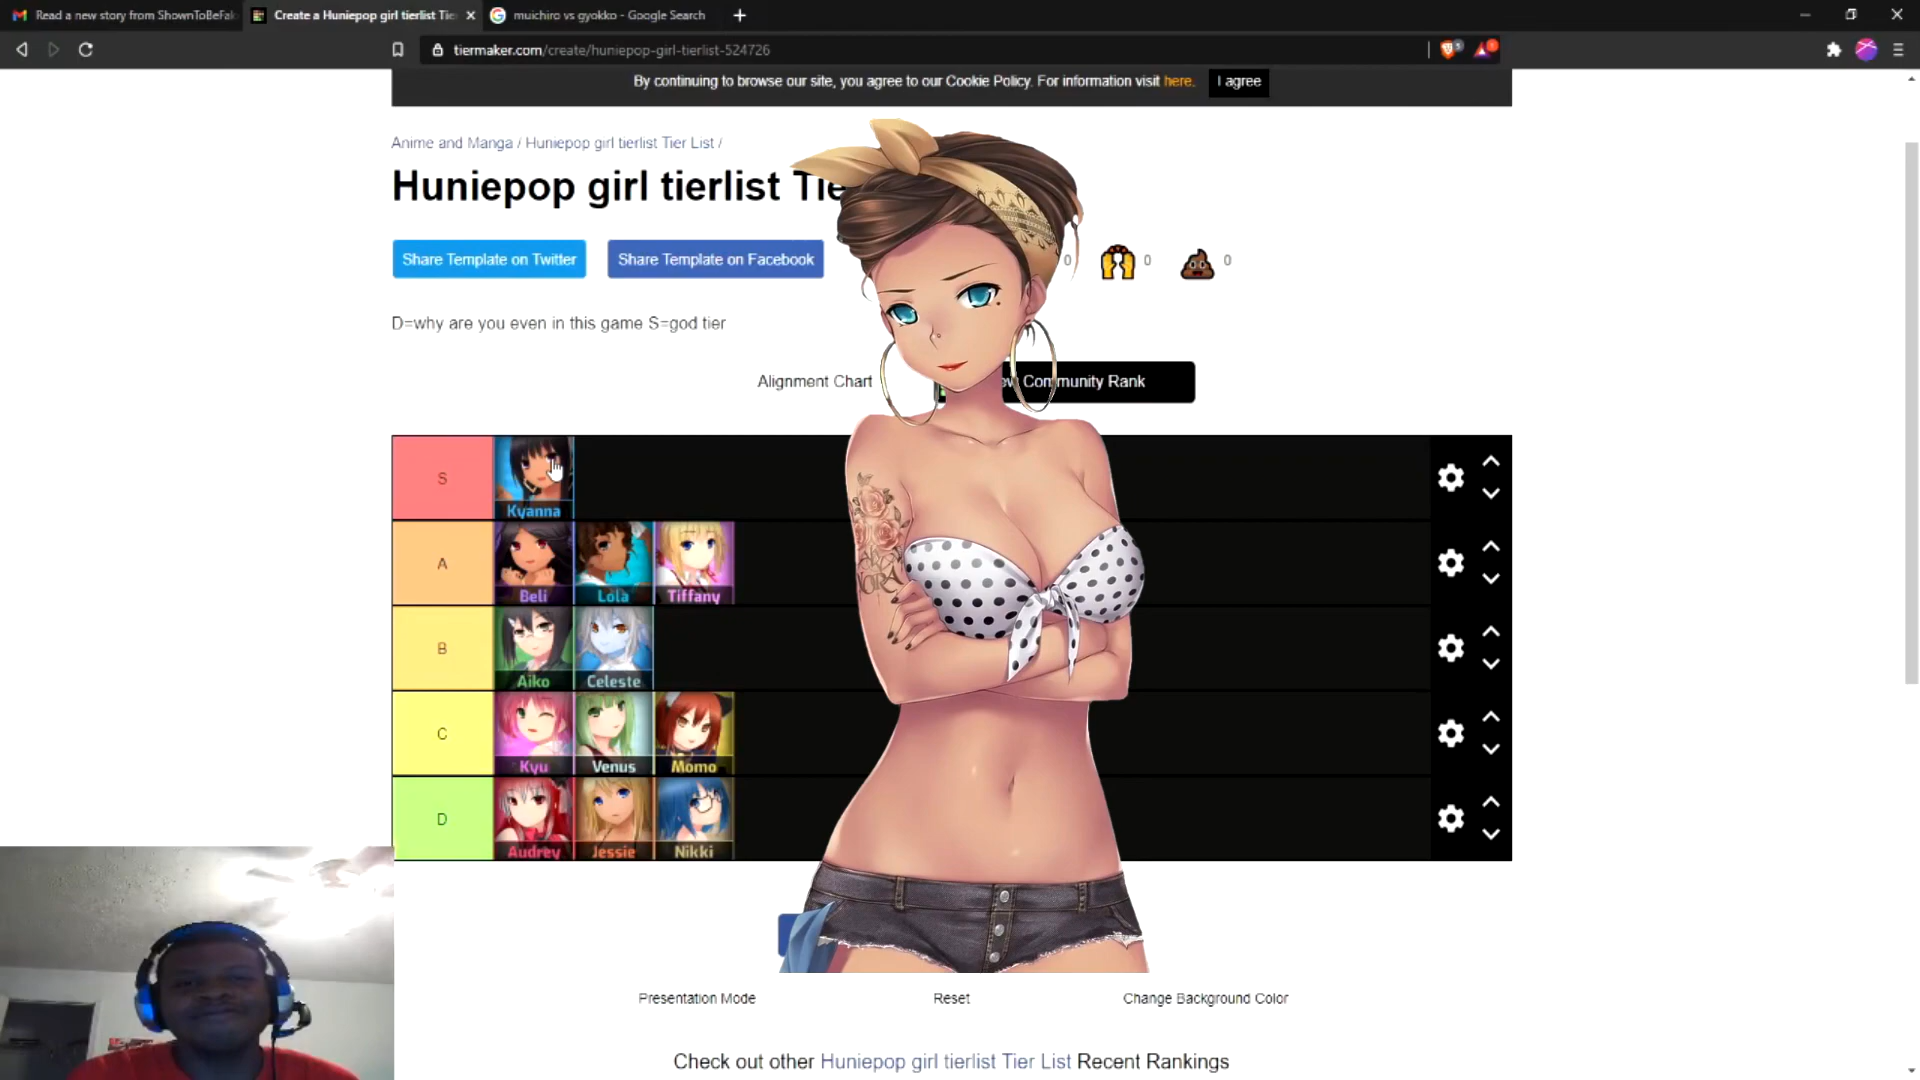 Read a new story from ShownToBeFak
Create a Huniepop girl tierlist Tie
muichiro vs gyokko - Google Search
tiermaker.com/create/huniepop-girl-tierlist-524726
By continuing to browse our site, you agree to our Cookie Policy. For information visit here. I agree
Anime and Manga / Huniepop girl tierlist Tier List /
Huniepop girl tierlist Tie
Share Template on Twitter
Share Template on Facebook
0
0
0
D=why are you even in this game S=god tier
Alignment Chart
Community Rank
S
Kyanna
A
Beli
Lola
Tiffany
B
Aiko
Celeste
C
Kyu
Venus
Momo
D
Audrey
Jessie
Nikki
Presentation Mode
Reset
Change Background Color
Check out other Huniepop girl tierlist Tier List Recent Rankings